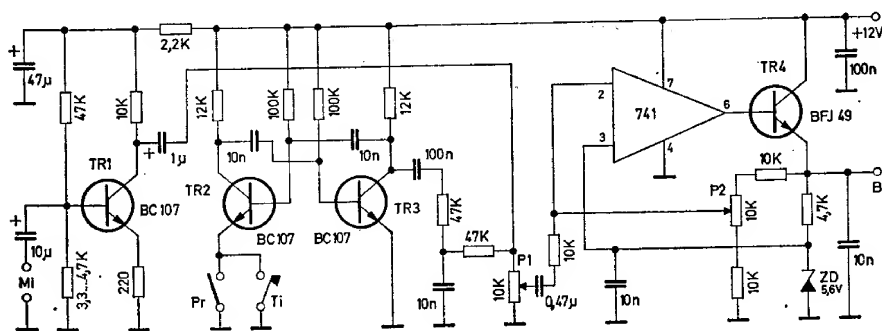 2,2K
+12V
+
47µ
47K
10K
12K
100K
100K
12K
100n
+
1µ
10n
10n
100n
TR1
BC107
TR2
BC107
BC107
TR3
2
3
7
6
4
741
TR4
BFJ 49
B
+
10µ
Mi
3,3...4,7K
220
Pr
Ti
47K
47K
10n
P1
10K
0,47µ
10K
10n
10K
P2
10K
10K
4,7K
ZD
5,6V
10n